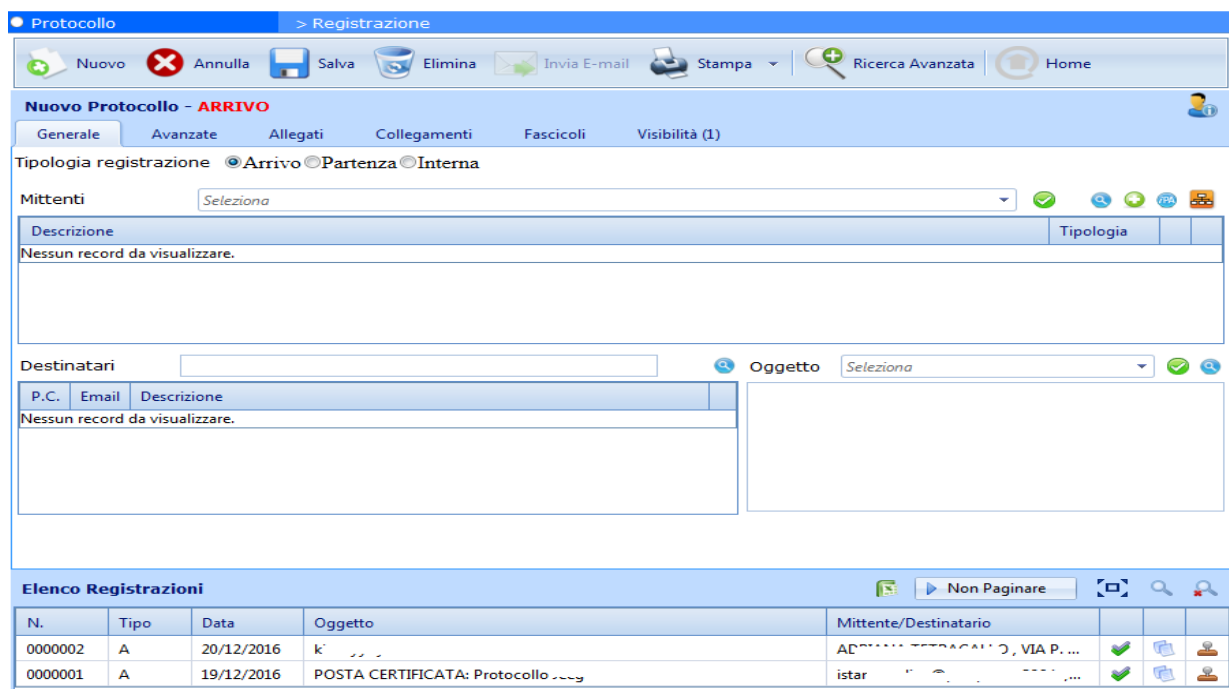 Protocollo > Registrazione
Nuovo Annulla Salva Elimina Invia E-mail Stampa Ricerca Avanzata Home
Nuovo Protocollo - ARRIVO
Generale Avanzate Allegati Collegamenti Fascicoli Visibilità (1)
Tipologia registrazione Arrivo Partenza Interna
Mittenti Seleziona iPA
Descrizione Tipologia
Nessun record da visualizzare.
Destinatari Oggetto Seleziona
P.C. Email Descrizione
Nessun record da visualizzare.
Elenco Registrazioni Non Paginare
N. Tipo Data Oggetto Mittente/Destinatario
0000002 A 20/12/2016 VIA P. ...
0000001 A 19/12/2016 POSTA CERTIFICATA: Protocollo istar